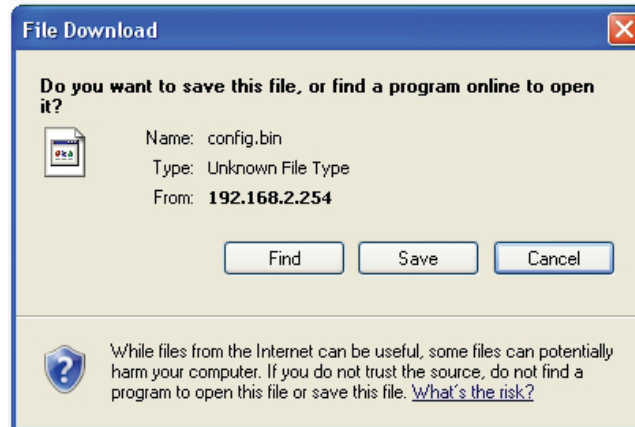 File Download
Do you want to save this file, or find a program online to open
it?
Name: config.bin
Type: Unknown File Type
From: 192.168.2.254
Find Save Cancel
While files from the Internet can be useful, some files can potentially
harm your computer. If you do not trust the source, do not find a
program to open this file or save this file. What's the risk?